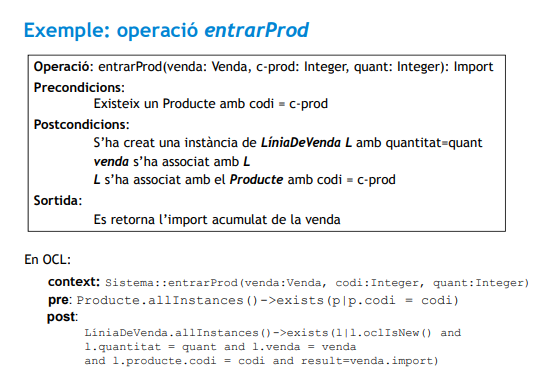 Exemple: operació entrarProd
Operació: entrarProd(venda: Venda, c-prod: Integer, quant: Integer): Import
Precondicions:
Existeix un Producte amb codi = c-prod
Postcondicions:
S'ha creat una instància de LíniaDeVenda L amb quantitat=quant
venda s'ha associat amb L
L s'ha associat amb el Producte amb codi = c-prod
Sortida:
Es retorna l'import acumulat de la venda
En OCL:
context: Sistema::entrarProd(venda:Venda, codi:Integer, quant:Integer)
pre: Producte.allInstances()->exists(p|p.codi = codi)
post:
LiniaDeVenda.allInstances()->exists(l|l.oclIsNew() and
l.quantitat = quant and l.venda = venda
and l.producte.codi = codi and result=venda.import)